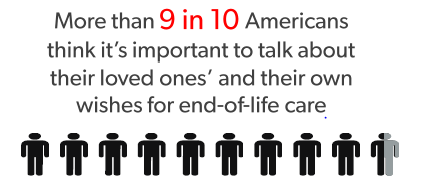 More than 9 in 10 Americans
think it's important to talk about
their loved ones' and their own
wishes for end-of-life care.